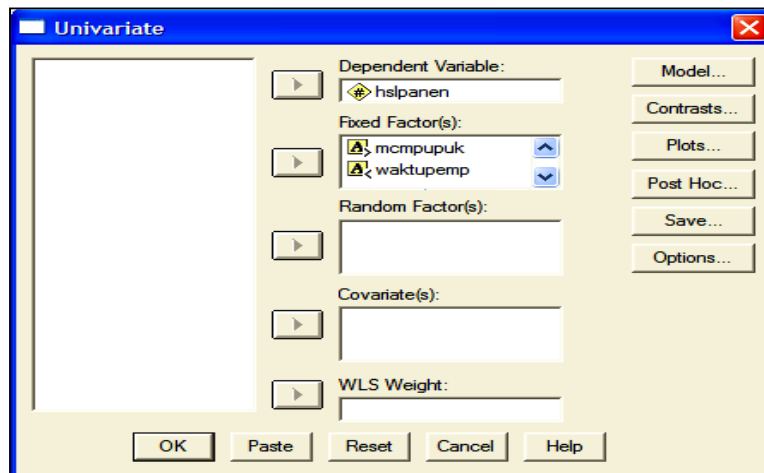 Univariate
Dependent Variable:
hslpanen
Fixed Factor(s):
mcmpupuk
waktupemp
Random Factor(s):
Covariate(s):
WLS Weight:
Model...
Contrasts...
Plots...
Post Hoc...
Save...
Options...
OK
Paste
Reset
Cancel
Help